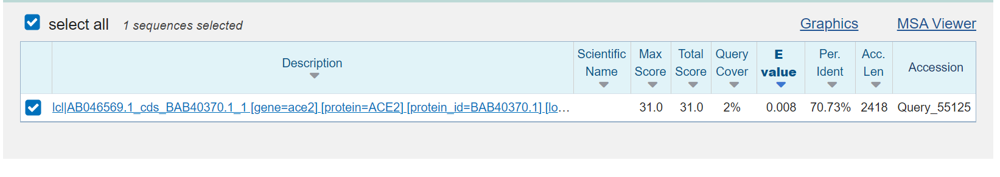 select all 1 sequences selected Graphics MSA Viewer
Description Scientific Name Max Score Total Score Query Cover E value Per. Ident Acc. Len Accession
lcl|AB046569.1_cds_BAB40370.1_1 [gene=ace2] [protein=ACE2] [protein_id=BAB40370.1] [lo... 31.0 31.0 2% 0.008 70.73% 2418 Query_55125